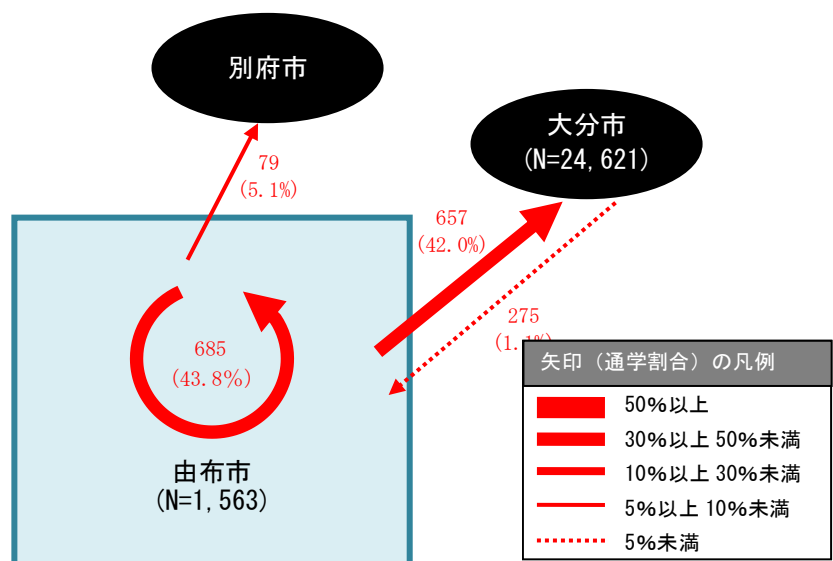 別府市
大分市
(N=24,621)
79
(5.1%)
657
(42.0%)
275
(1.1%)
685
(43.8%)
由布市
(N=1,563)
矢印（通学割合）の凡例
50%以上
30%以上 50%未満
10%以上 30%未満
5%以上 10%未満
5%未満